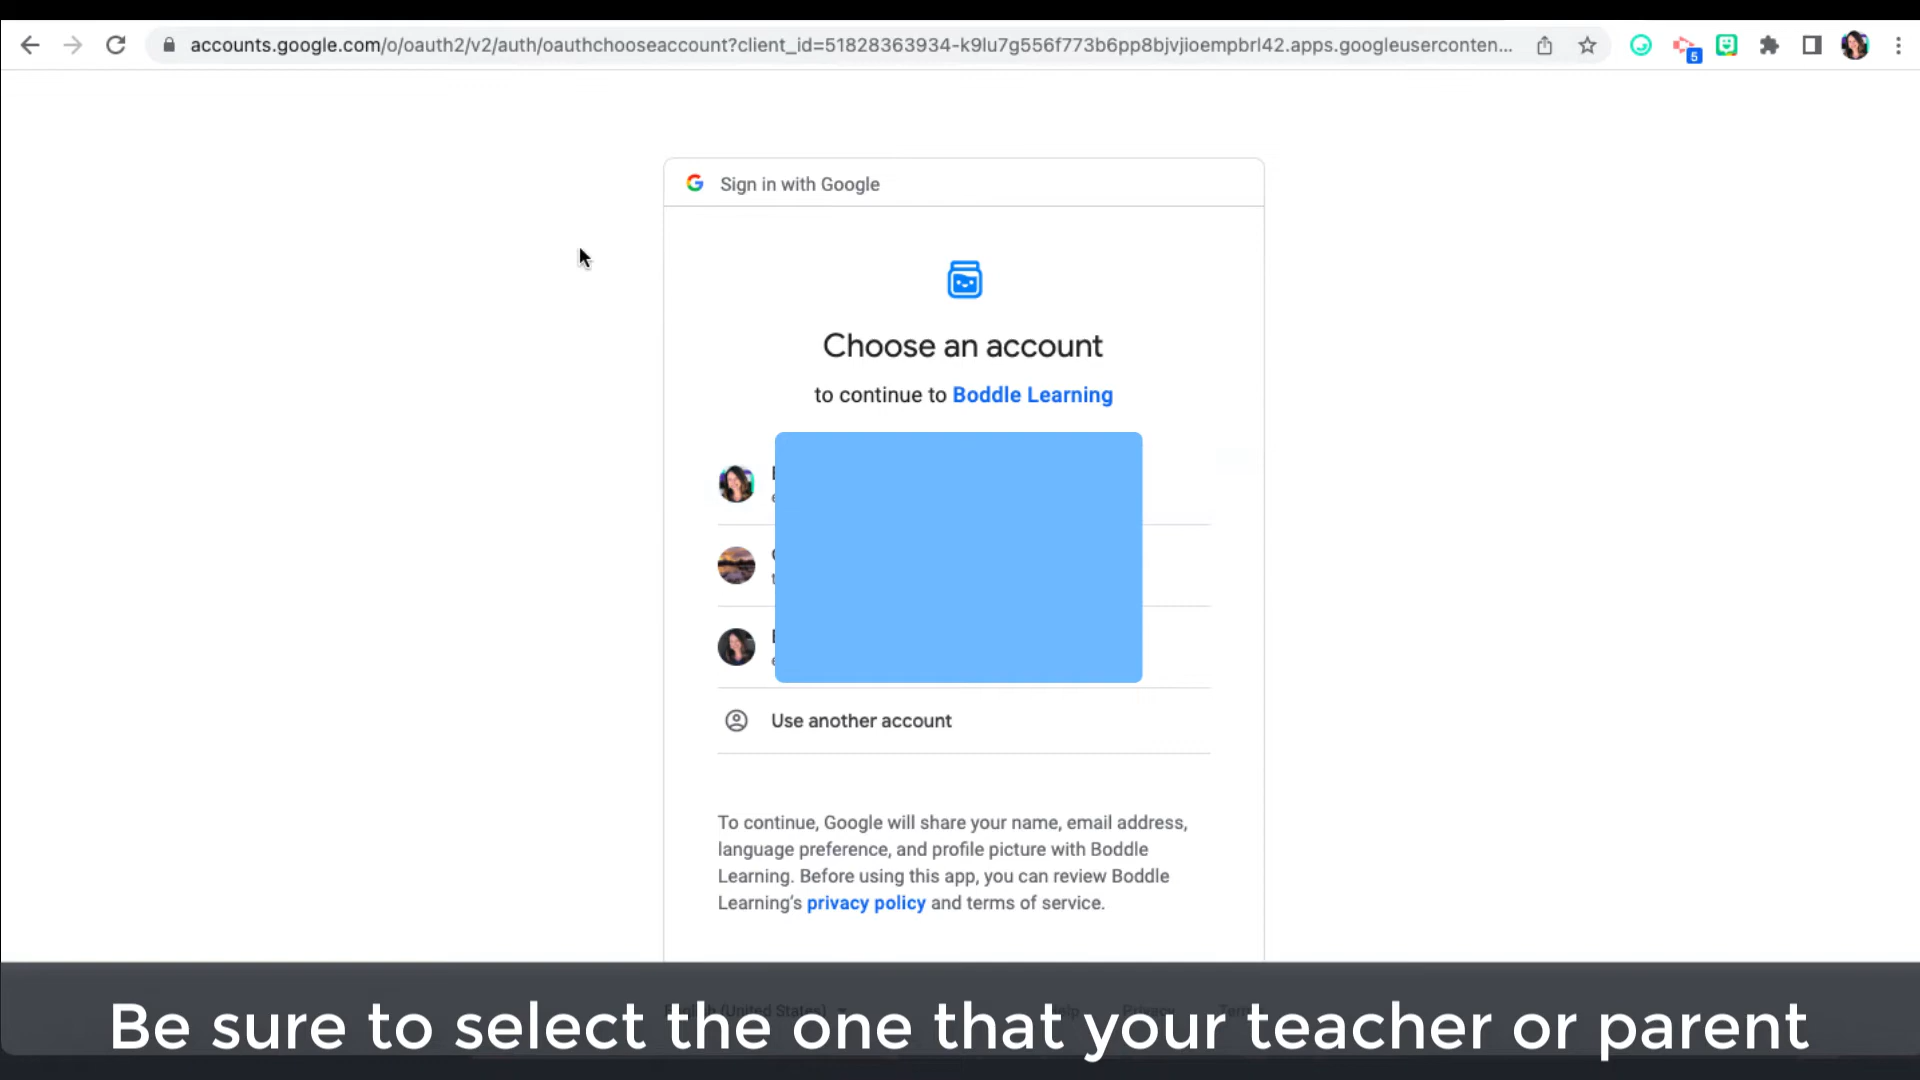 accounts.google.com/o/oauth2/v2/auth/oauthchooseaccount?client_id=51828363934-k9lu7g556f773b6pp8bjvjioempbrl42.apps.googleuserconten...
5
Sign in with Google
Choose an account
to continue to Boddle Learning
Use another account
To continue, Google will share your name, email address,
language preference, and profile picture with Boddle
Learning. Before using this app, you can review Boddle
Learning's privacy policy and terms of service.
Be sure to select the one that your teacher or parent